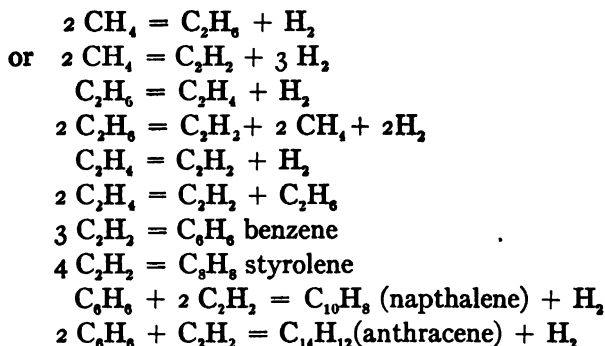 2 CH₄ = C₂H₆ + H₂
or 2 CH₄ = C₂H₂ + 3 H₂
C₂H₆ = C₂H₄ + H₂
2 C₂H₆ = C₂H₂ + 2 CH₄ + 2H₂
C₂H₄ = C₂H₂ + H₂
2 C₂H₄ = C₂H₂ + C₂H₆
3 C₂H₂ = C₆H₆ benzene
4 C₂H₂ = C₈H₈ styrolene
C₆H₆ + 2 C₂H₂ = C₁₀H₈ (napthalene) + H₂
2 C₆H₆ + C₂H₂ = C₁₄H₁₂(anthracene) + H₂